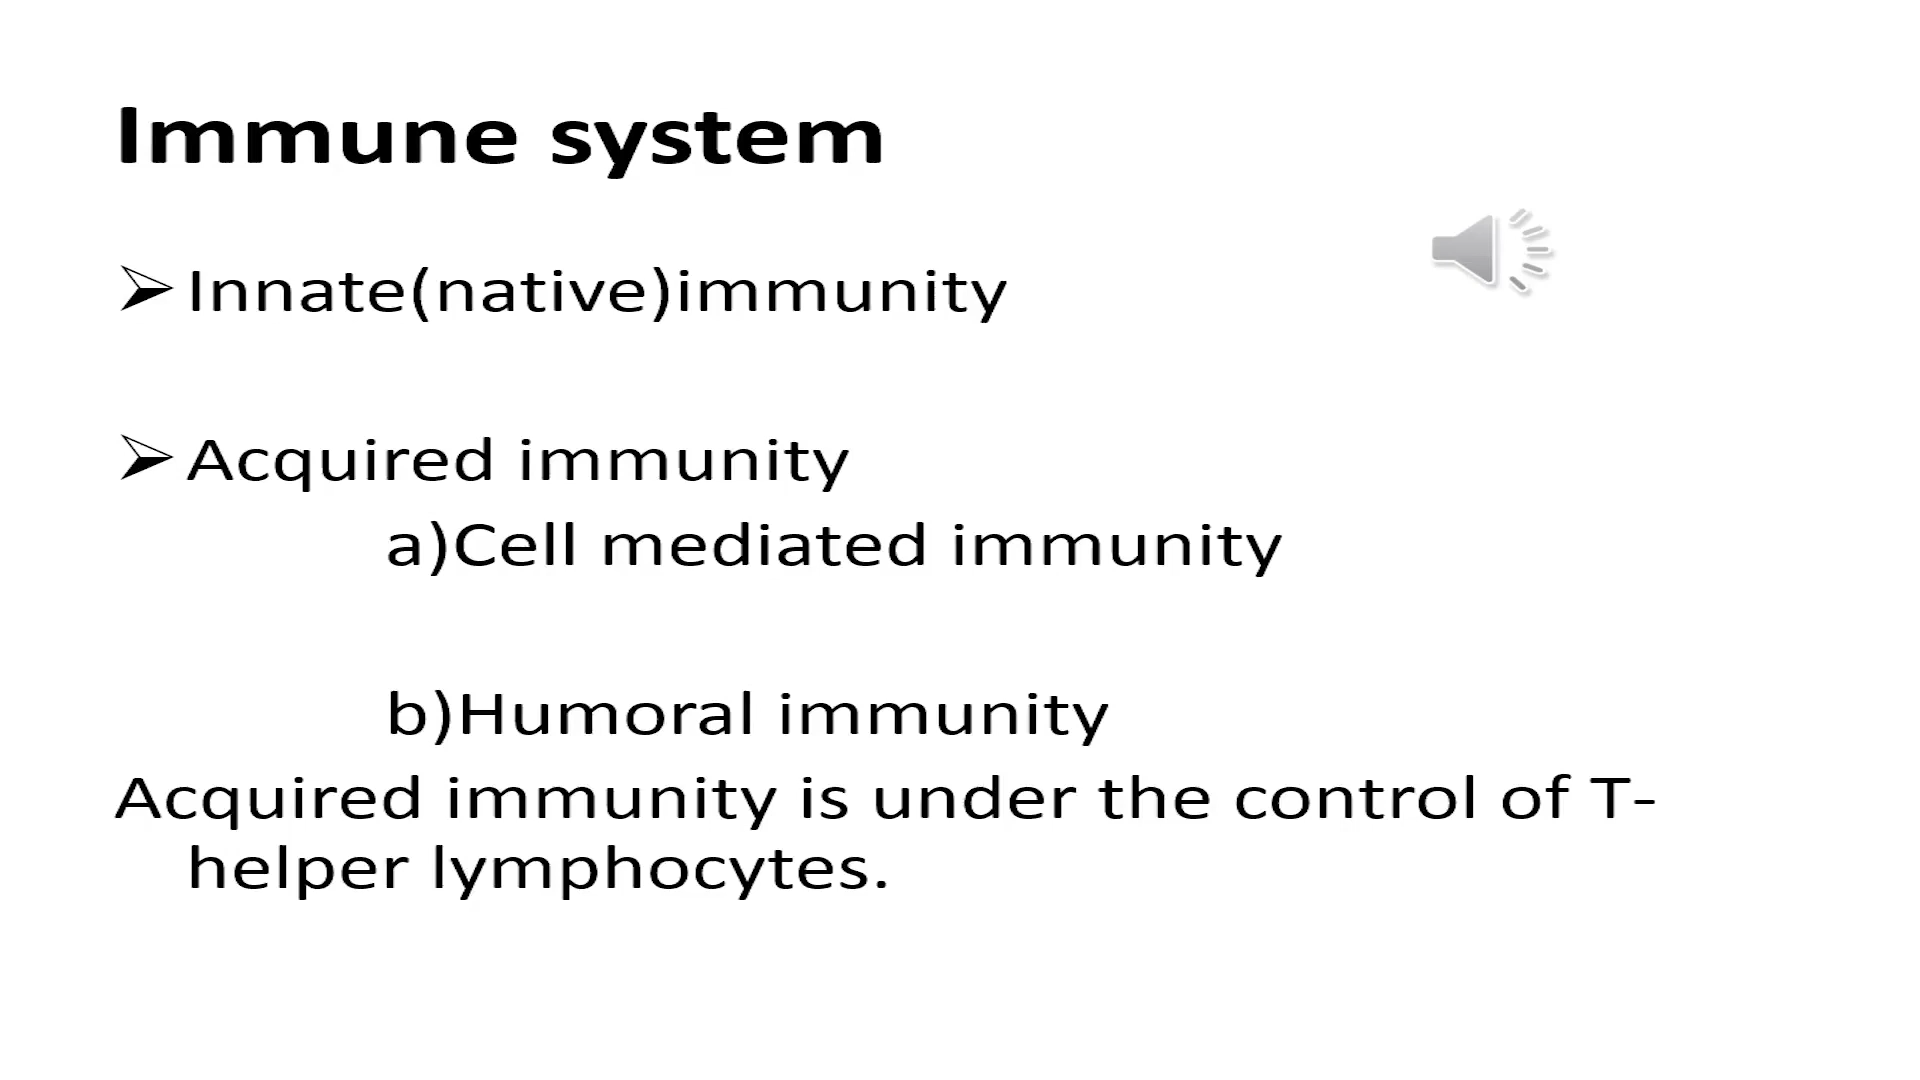 Immune system
Innate(native)immunity
Acquired immunity
a)Cell mediated immunity
b)Humoral immunity
Acquired immunity is under the control of T-
helper lymphocytes.